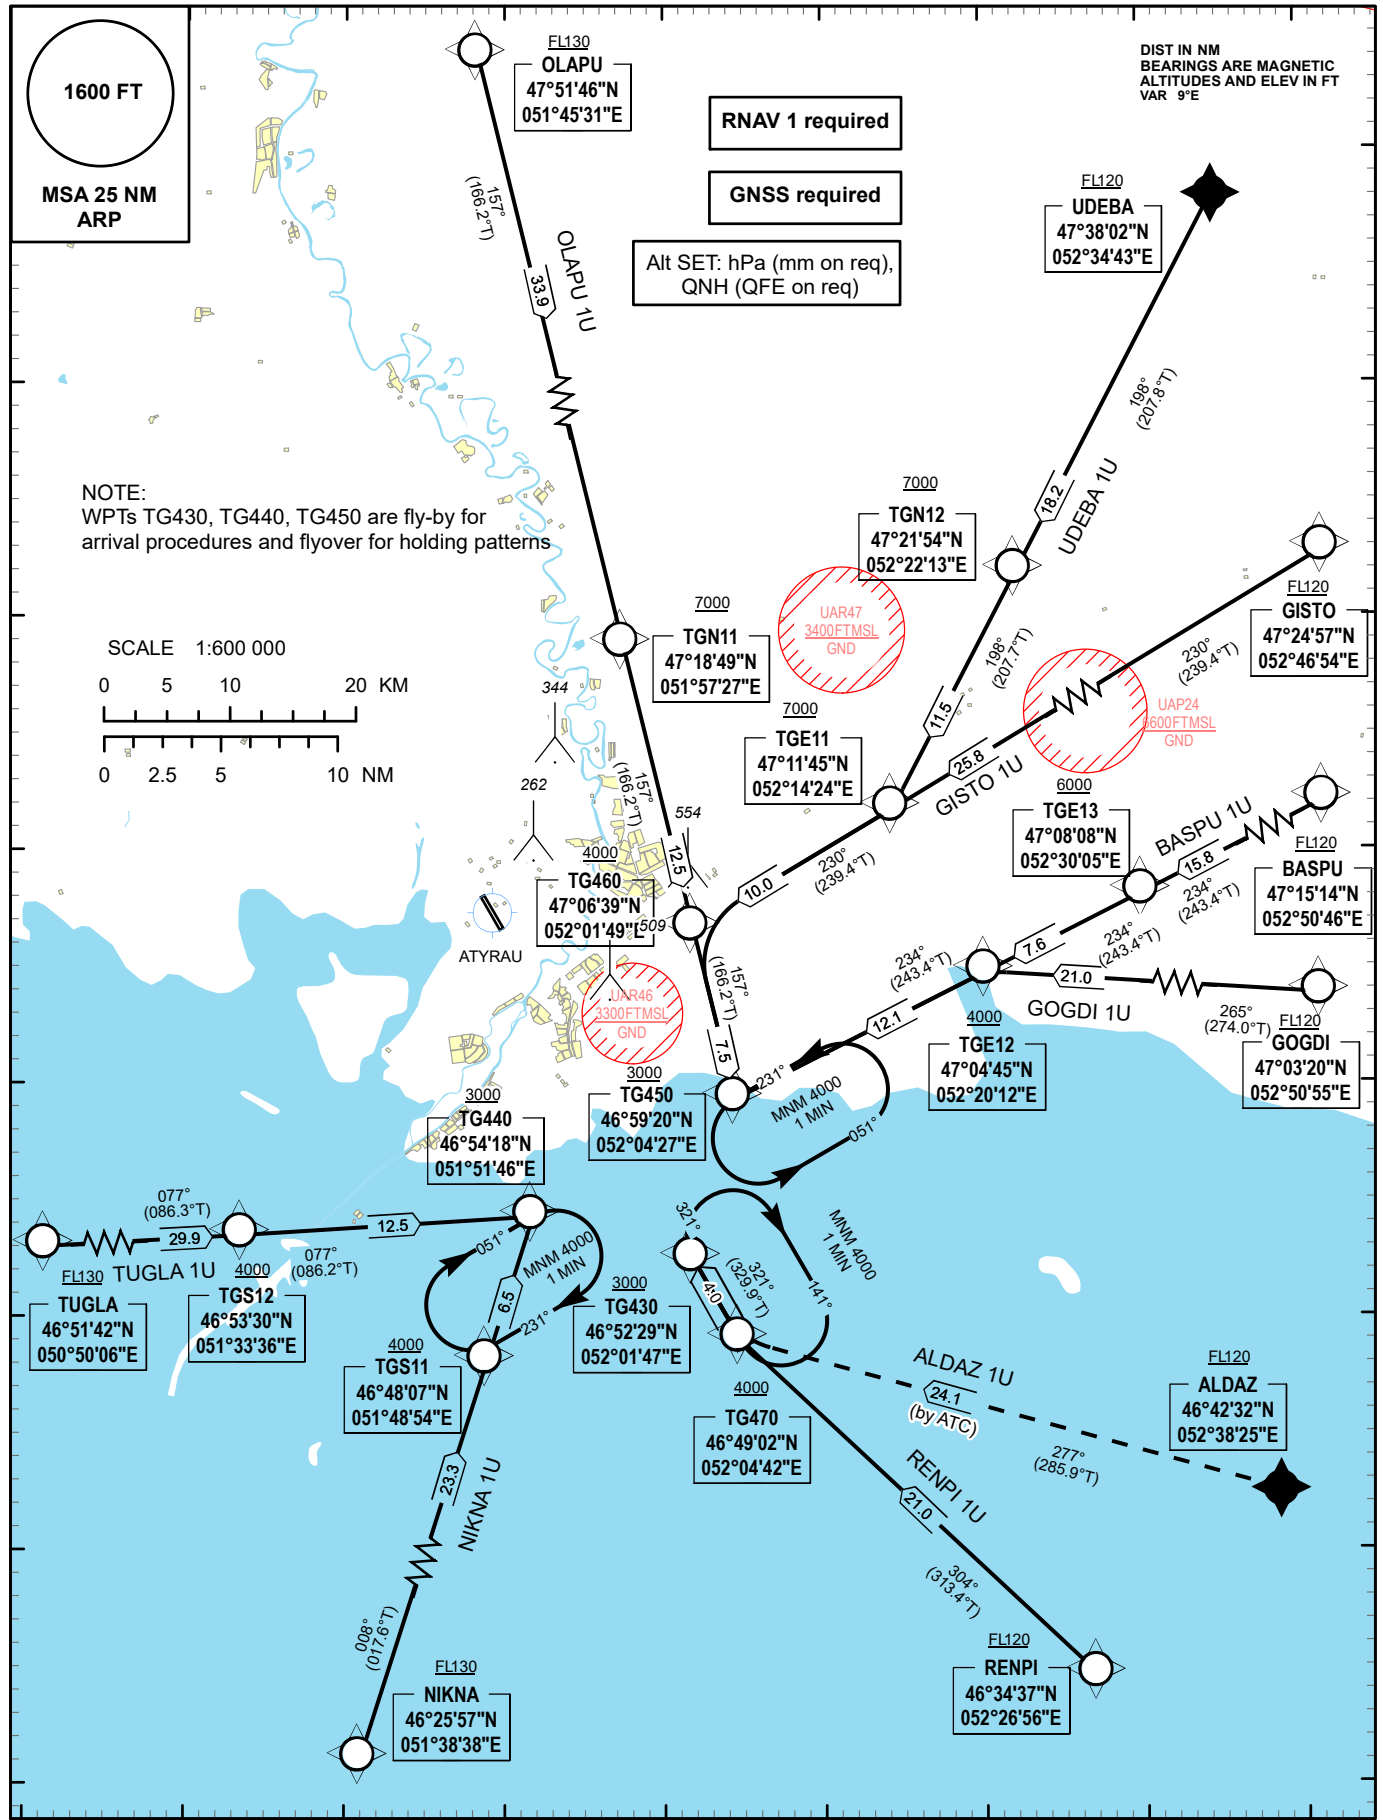 1600 FT
MSA 25 NM
ARP
FL130
OLAPU
47°51'46"N
051°45'31"E
RNAV 1 required
GNSS required
Alt SET: hPa (mm on req),
QNH (QFE on req)
DIST IN NM
BEARINGS ARE MAGNETIC
ALTITUDES AND ELEV IN FT
VAR 9°E
FL120
UDEBA
47°38'02"N
052°34'43"E
157°
(166.2°T)
33.9
OLAPU 1U
198°
(207.8°T)
18.2
UDEBA 1U
NOTE:
WPTs TG430, TG440, TG450 are fly-by for
arrival procedures and flyover for holding patterns
7000
TGN12
47°21'54"N
052°22'13"E
FL120
GISTO
47°24'57"N
052°46'54"E
UAR47
3400FTMSL
GND
7000
TGN11
47°18'49"N
051°57'27"E
198°
(207.7°T)
11.5
230°
(239.4°T)
25.8
GISTO 1U
UAP24
6600FTMSL
GND
SCALE 1:600 000
0 5 10 20 KM
0 2.5 5 10 NM
344
262
554
509
157°
(166.2°T)
12.5
7000
TGE11
47°11'45"N
052°14'24"E
6000
TGE13
47°08'08"N
052°30'05"E
BASPU 1U
15.8
234°
(243.4°T)
FL120
BASPU
47°15'14"N
052°50'46"E
4000
TG460
47°06'39"N
052°01'49"E
10.0
230°
(239.4°T)
ATYRAU
UAR46
3300FTMSL
GND
157°
(166.2°T)
7.5
234°
(243.4°T)
12.1
7.6
234°
(243.4°T)
21.0
GOGDI 1U
265°
(274.0°T)
FL120
GOGDI
47°03'20"N
052°50'55"E
4000
TGE12
47°04'45"N
052°20'12"E
3000
TG450
46°59'20"N
052°04'27"E
231°
MNM 4000
1 MIN
051°
3000
TG440
46°54'18"N
051°51'46"E
077°
(086.3°T)
29.9
TUGLA 1U
12.5
077°
(086.2°T)
FL130
TUGLA
46°51'42"N
050°50'06"E
4000
TGS12
46°53'30"N
051°33'36"E
051°
MNM 4000
1 MIN
231°
6.5
4000
TGS11
46°48'07"N
051°48'54"E
3000
TG430
46°52'29"N
052°01'47"E
321°
321°
(329.9°T)
4.0
MNM 4000
1 MIN
141°
4000
TG470
46°49'02"N
052°04'42"E
ALDAZ 1U
24.1
(by ATC)
277°
(285.9°T)
FL120
ALDAZ
46°42'32"N
052°38'25"E
RENPI 1U
21.0
304°
(313.4°T)
FL120
RENPI
46°34'37"N
052°26'56"E
23.3
NIKNA 1U
008°
(017.6°T)
FL130
NIKNA
46°25'57"N
051°38'38"E